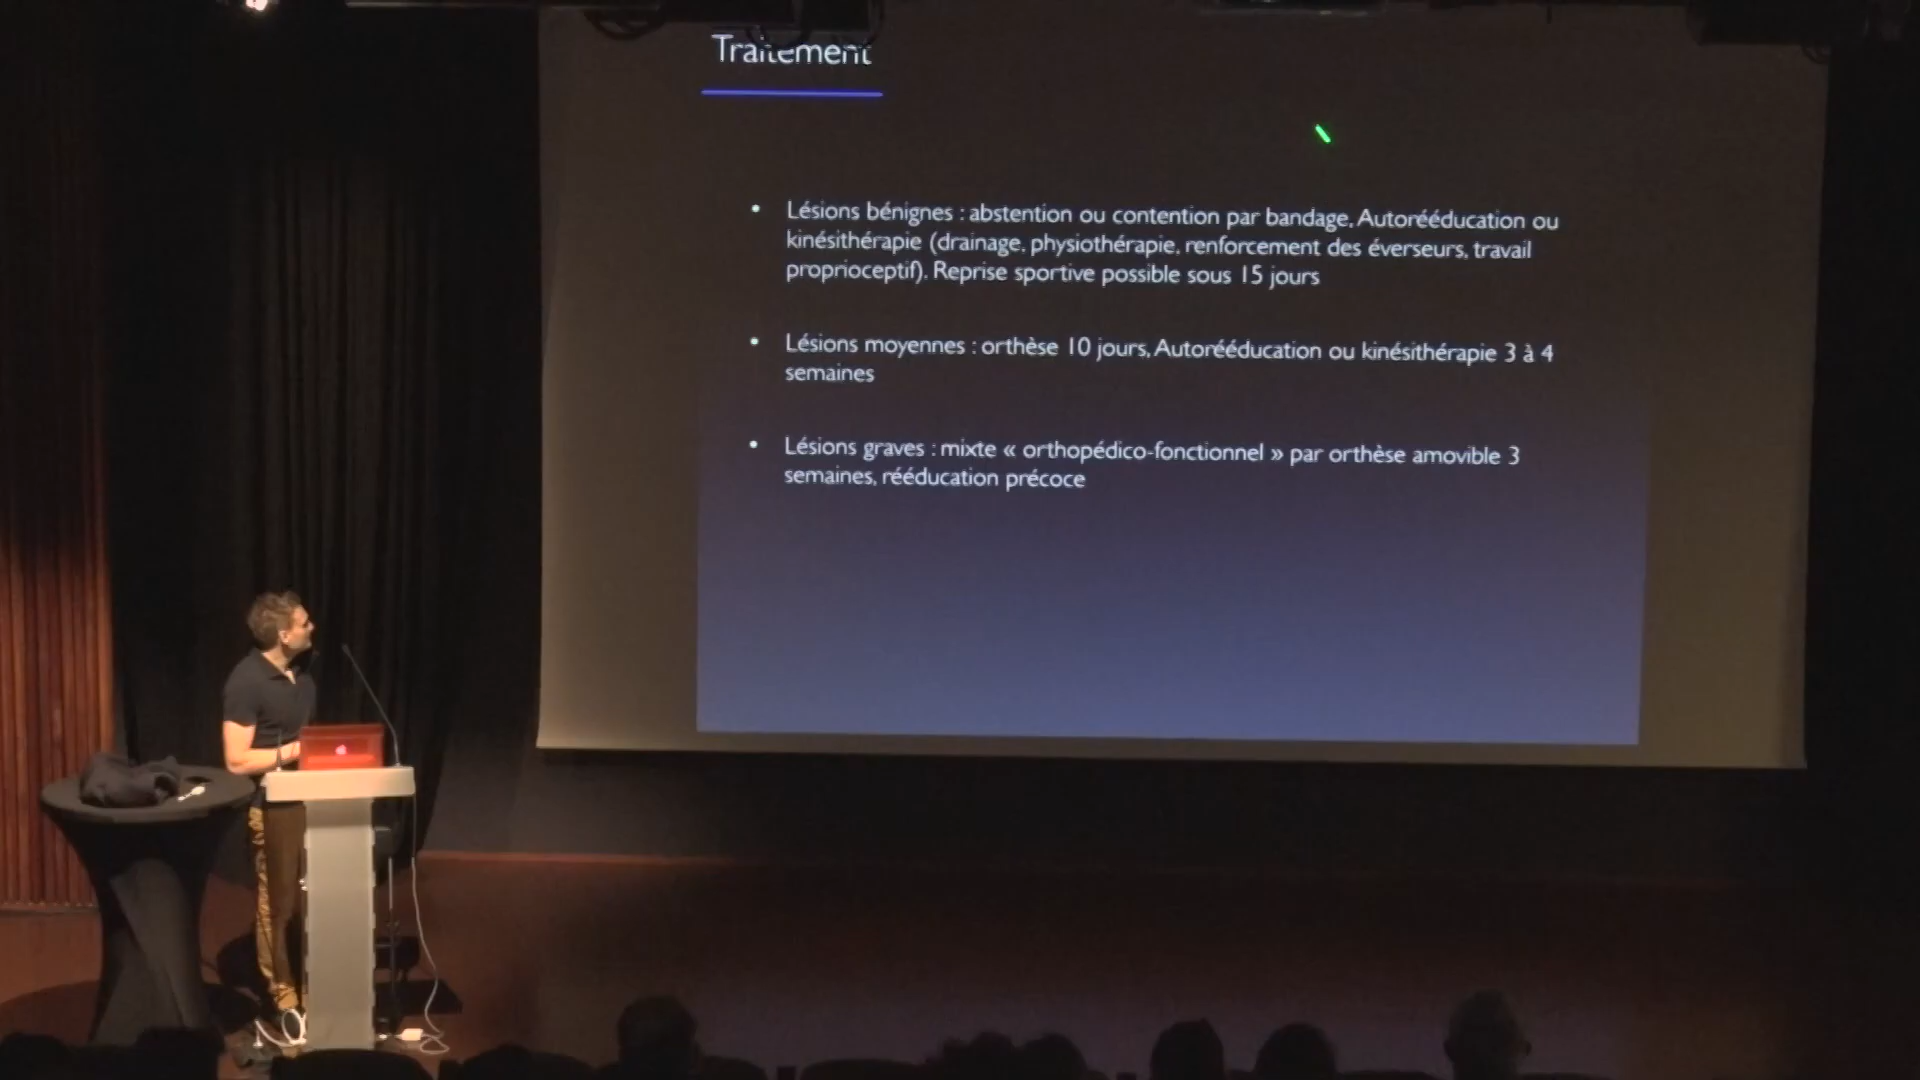 Traitement
• Lésions bénignes : abstention ou contention par bandage, Autorééducation ou
kinésithérapie (drainage, physiothérapie, renforcement des éverseurs, travail
proprioceptif). Reprise sportive possible sous 15 jours
• Lésions moyennes : orthèse 10 jours, Autorééducation ou kinésithérapie 3 à 4
semaines
• Lésions graves : mixte « orthopédico-fonctionnel » par orthèse amovible 3
semaines, rééducation précoce